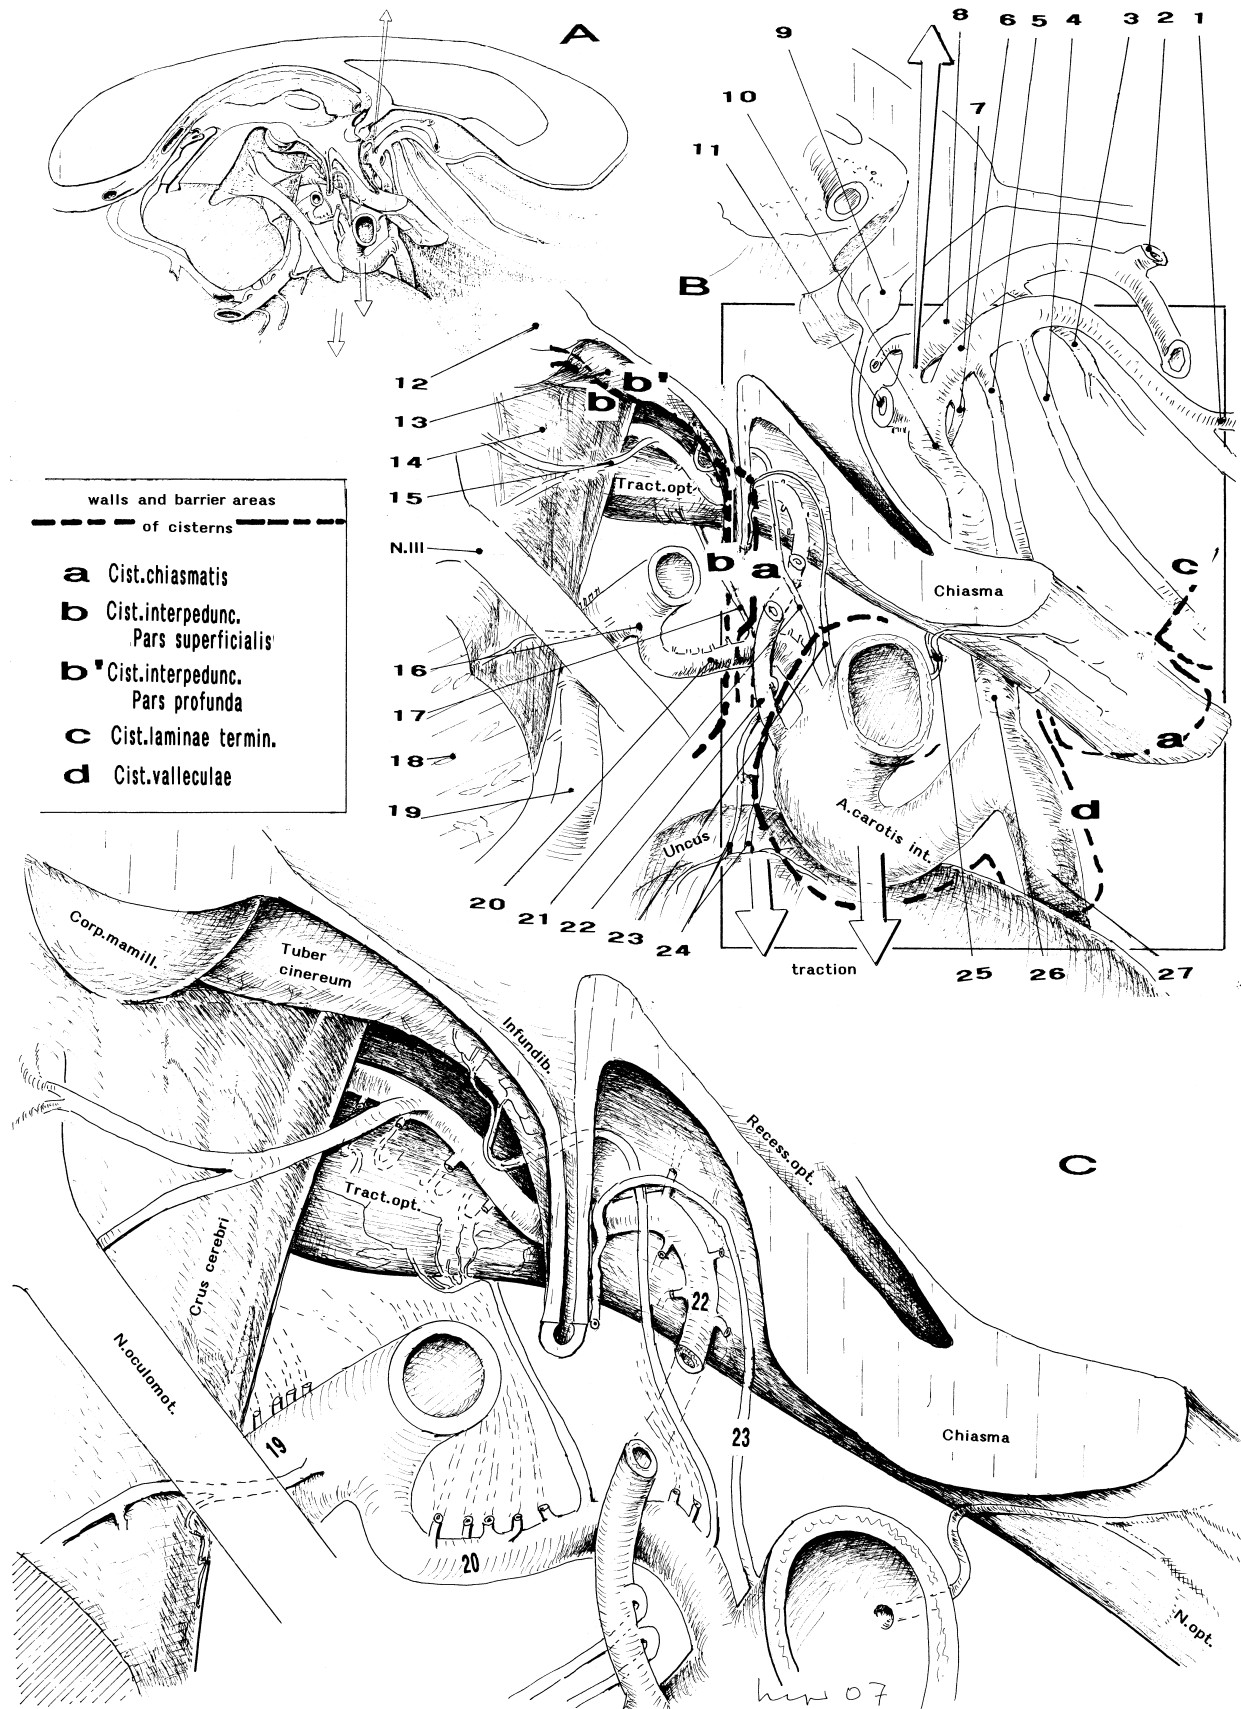 A
8 6 5 4 3 2 1
9
10
7
11
B
12
b'
b
13
14
15
Tract.opt.
N.III
b
a
c
Chiasma
16
17
18
19
a
d
A.carotis int.
Uncus
20
21
22
23
24
traction
25
26
27
walls and barrier areas
of cisterns
a Cist.chiasmatis
b Cist.interpedunc.
Pars superficialis
b' Cist.interpedunc.
Pars profunda
c Cist.laminae termin.
d Cist.valleculae
Corp.mamill.
Tuber
cinereum
Infundib.
Recess.opt.
C
Tract.opt.
Crus cerebri
22
N.oculomot.
19
23
Chiasma
20
N.opt.
07